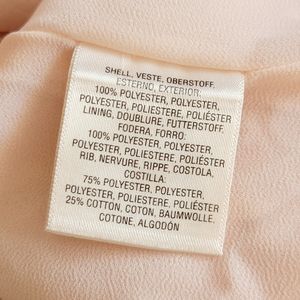 SHELL, VESTE, OBERSTOFF,
ESTERNO, EXTERIOR:
100% POLYESTER, POLYESTER,
POLYESTER, POLIESTERE, POLIÉSTER
LINING, DOUBLURE, FUTTERSTOFF,
FODERA, FORRO:
100% POLYESTER, POLYESTER,
POLYESTER, POLIESTERE, POLIÉSTER
RIB, NERVURE, RIPPE, COSTOLA,
COSTILLA:
75% POLYESTER, POLYESTER,
POLYESTER, POLIESTERE, POLIÉSTER
25% COTTON, COTON, BAUMWOLLE,
COTONE, ALGODÓN